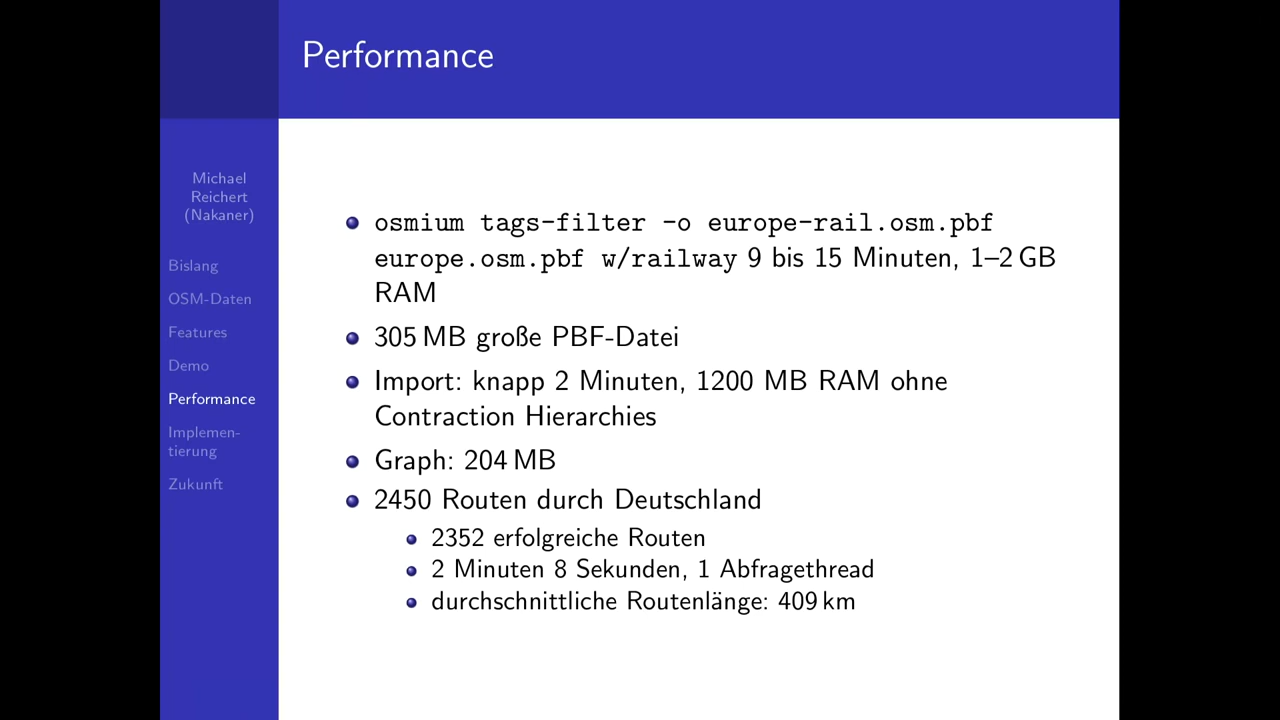 Performance
Michael
Reichert
(Nakaner)
Bislang
OSM-Daten
Features
Demo
Performance
Implemen-
tierung
Zukunft
osmium tags-filter -o europe-rail.osm.pbf
europe.osm.pbf w/railway 9 bis 15 Minuten, 1–2 GB
RAM
305 MB große PBF-Datei
Import: knapp 2 Minuten, 1200 MB RAM ohne
Contraction Hierarchies
Graph: 204 MB
2450 Routen durch Deutschland
2352 erfolgreiche Routen
2 Minuten 8 Sekunden, 1 Abfragethread
durchschnittliche Routenlänge: 409 km